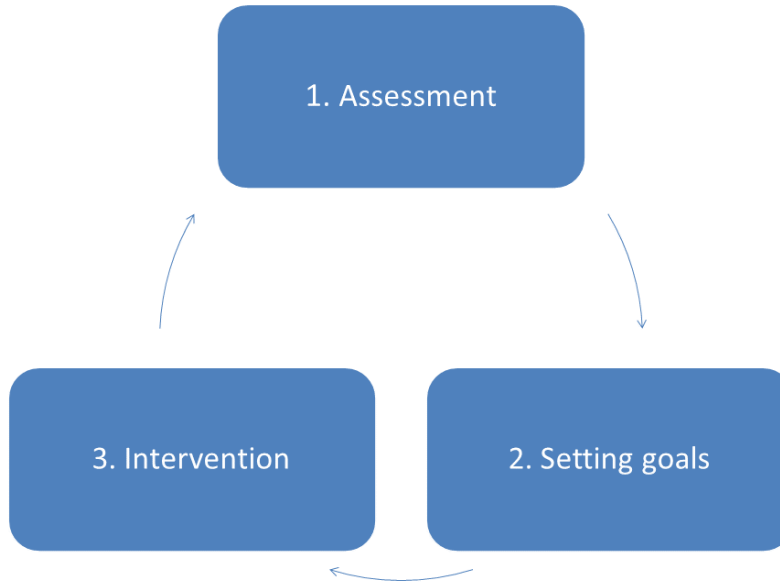 1. Assessment
2. Setting goals
3. Intervention